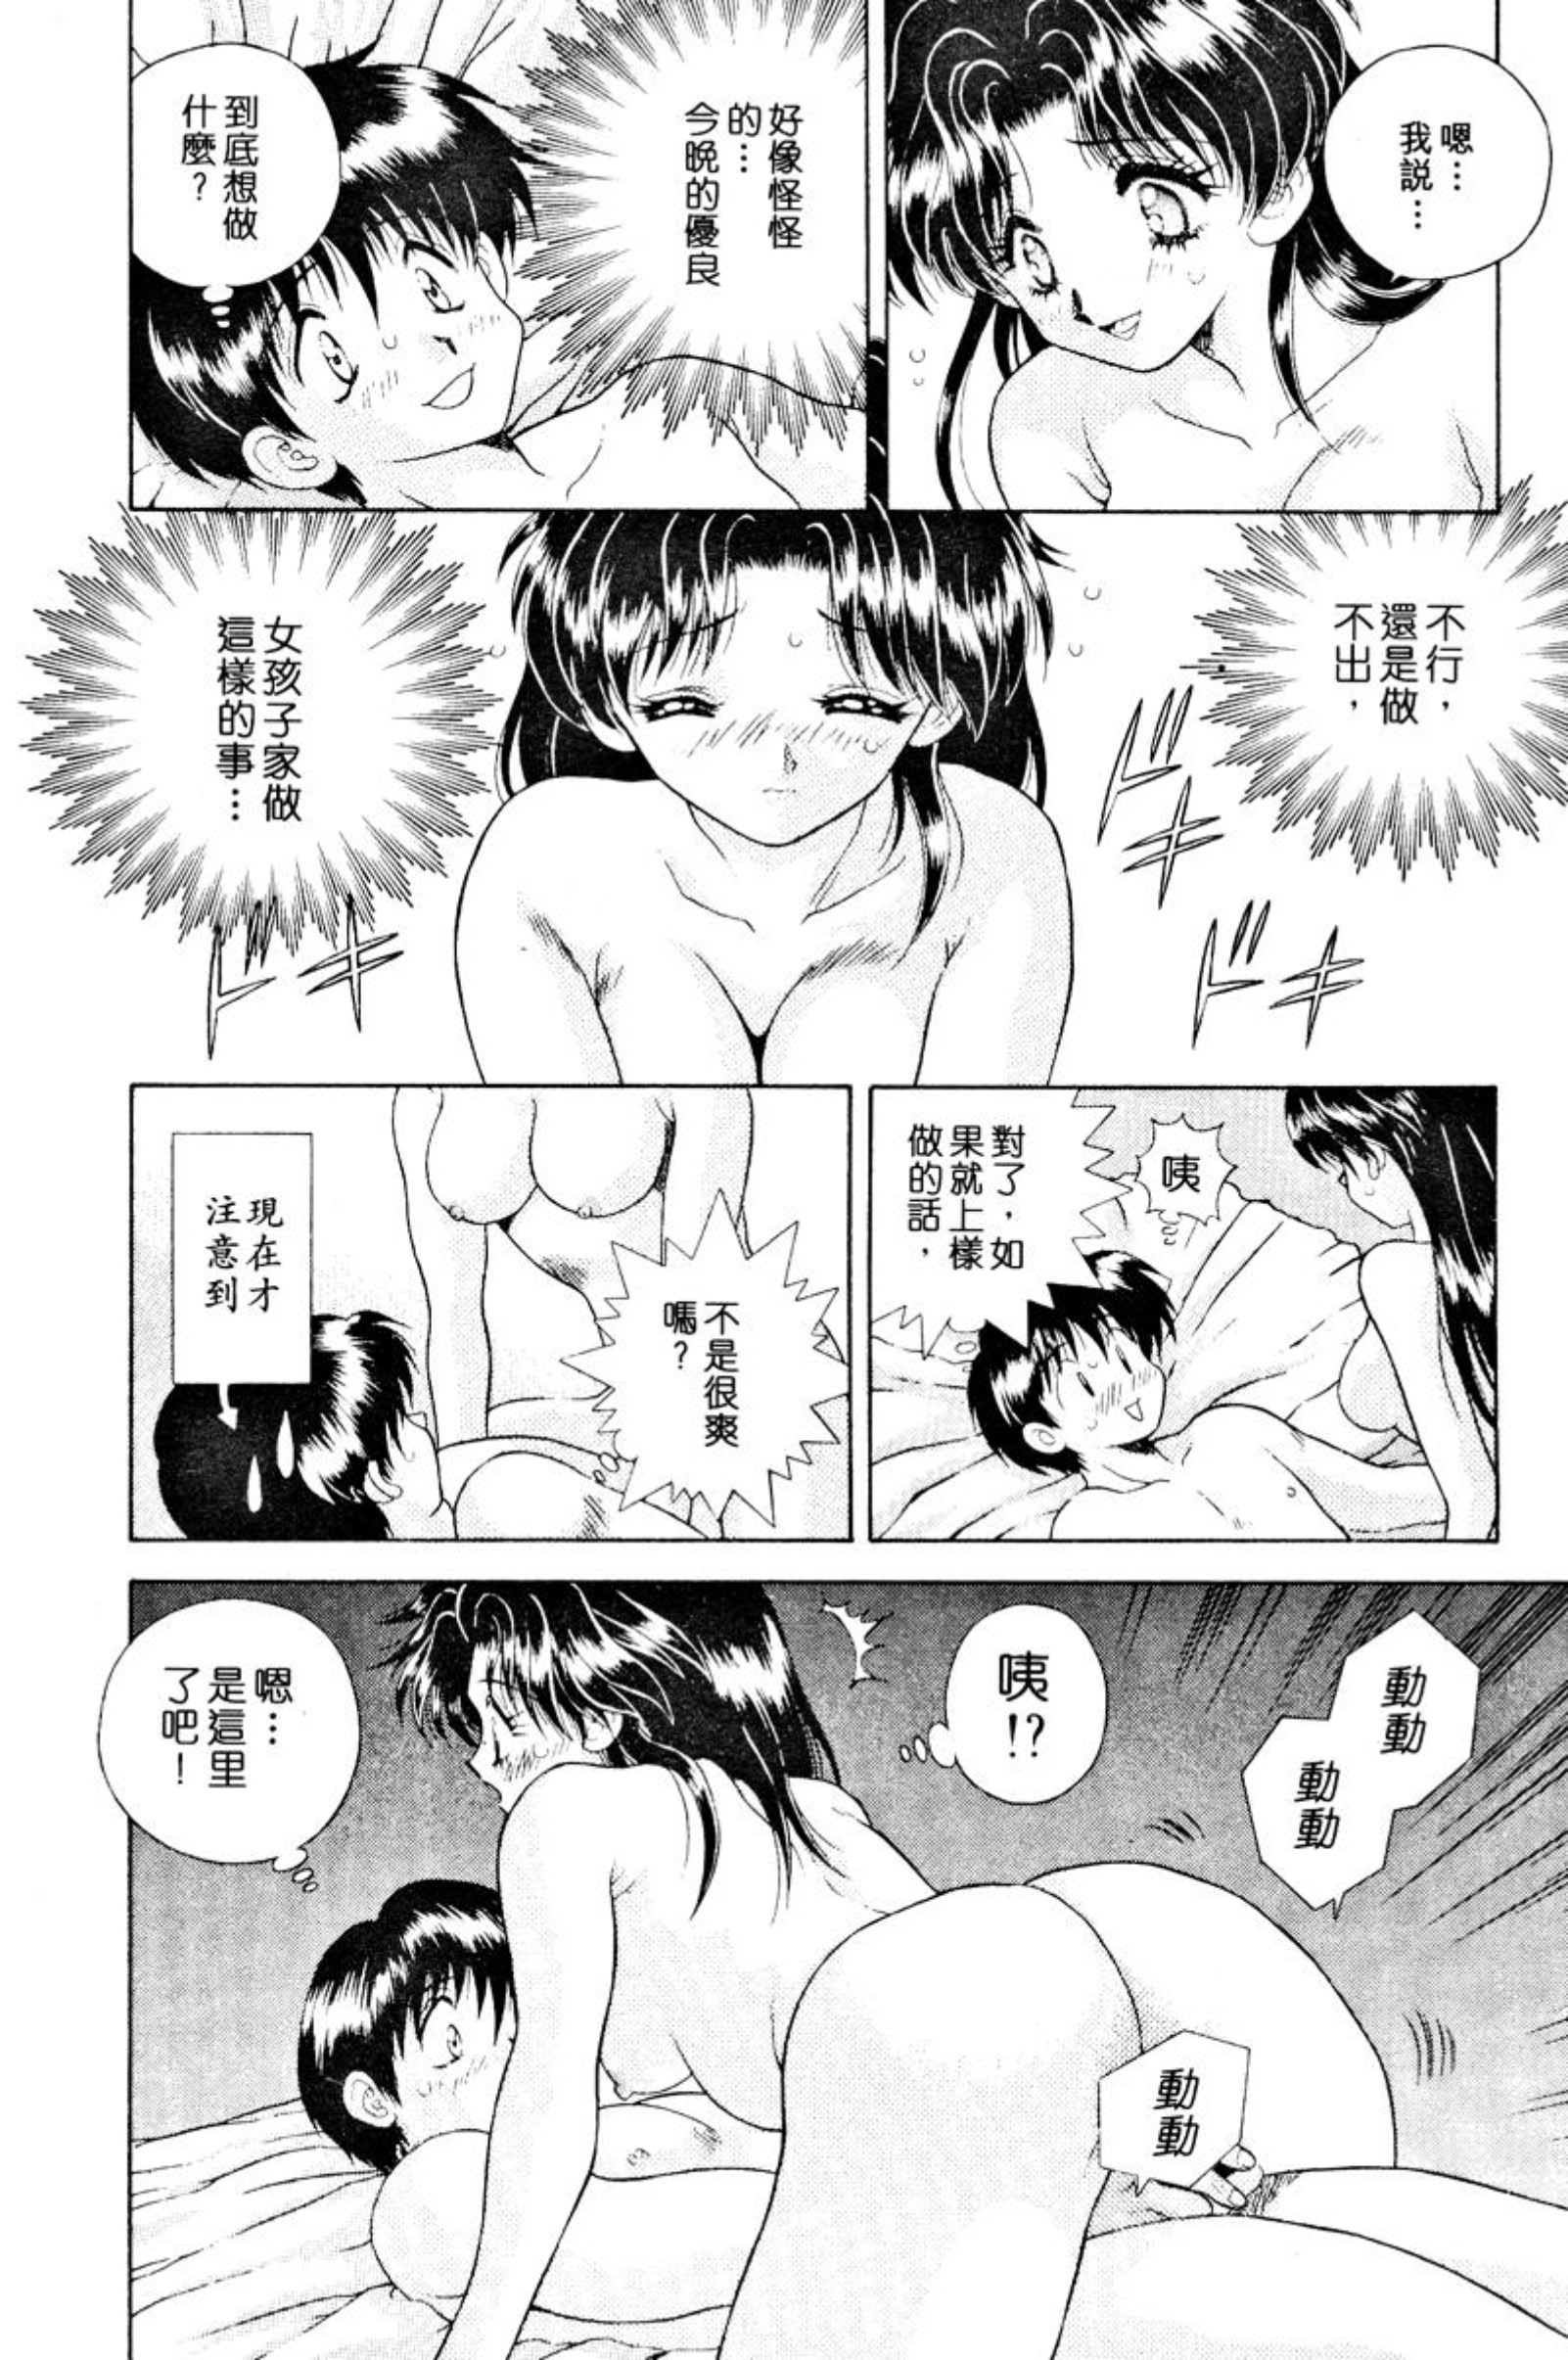 嗯…
我説…
好像怪怪
的…
今晚的優良
到底想做
什麼?
不行，
還是做
不出，
ドキ
ドキ
女孩子家做
這樣的事…
ドキ
咦
對了，如
果就上樣
做的話，
不是很爽
嗎?
現在才
注意到
動動
動動
咦!?
嗯…
是這里
了吧!
動動